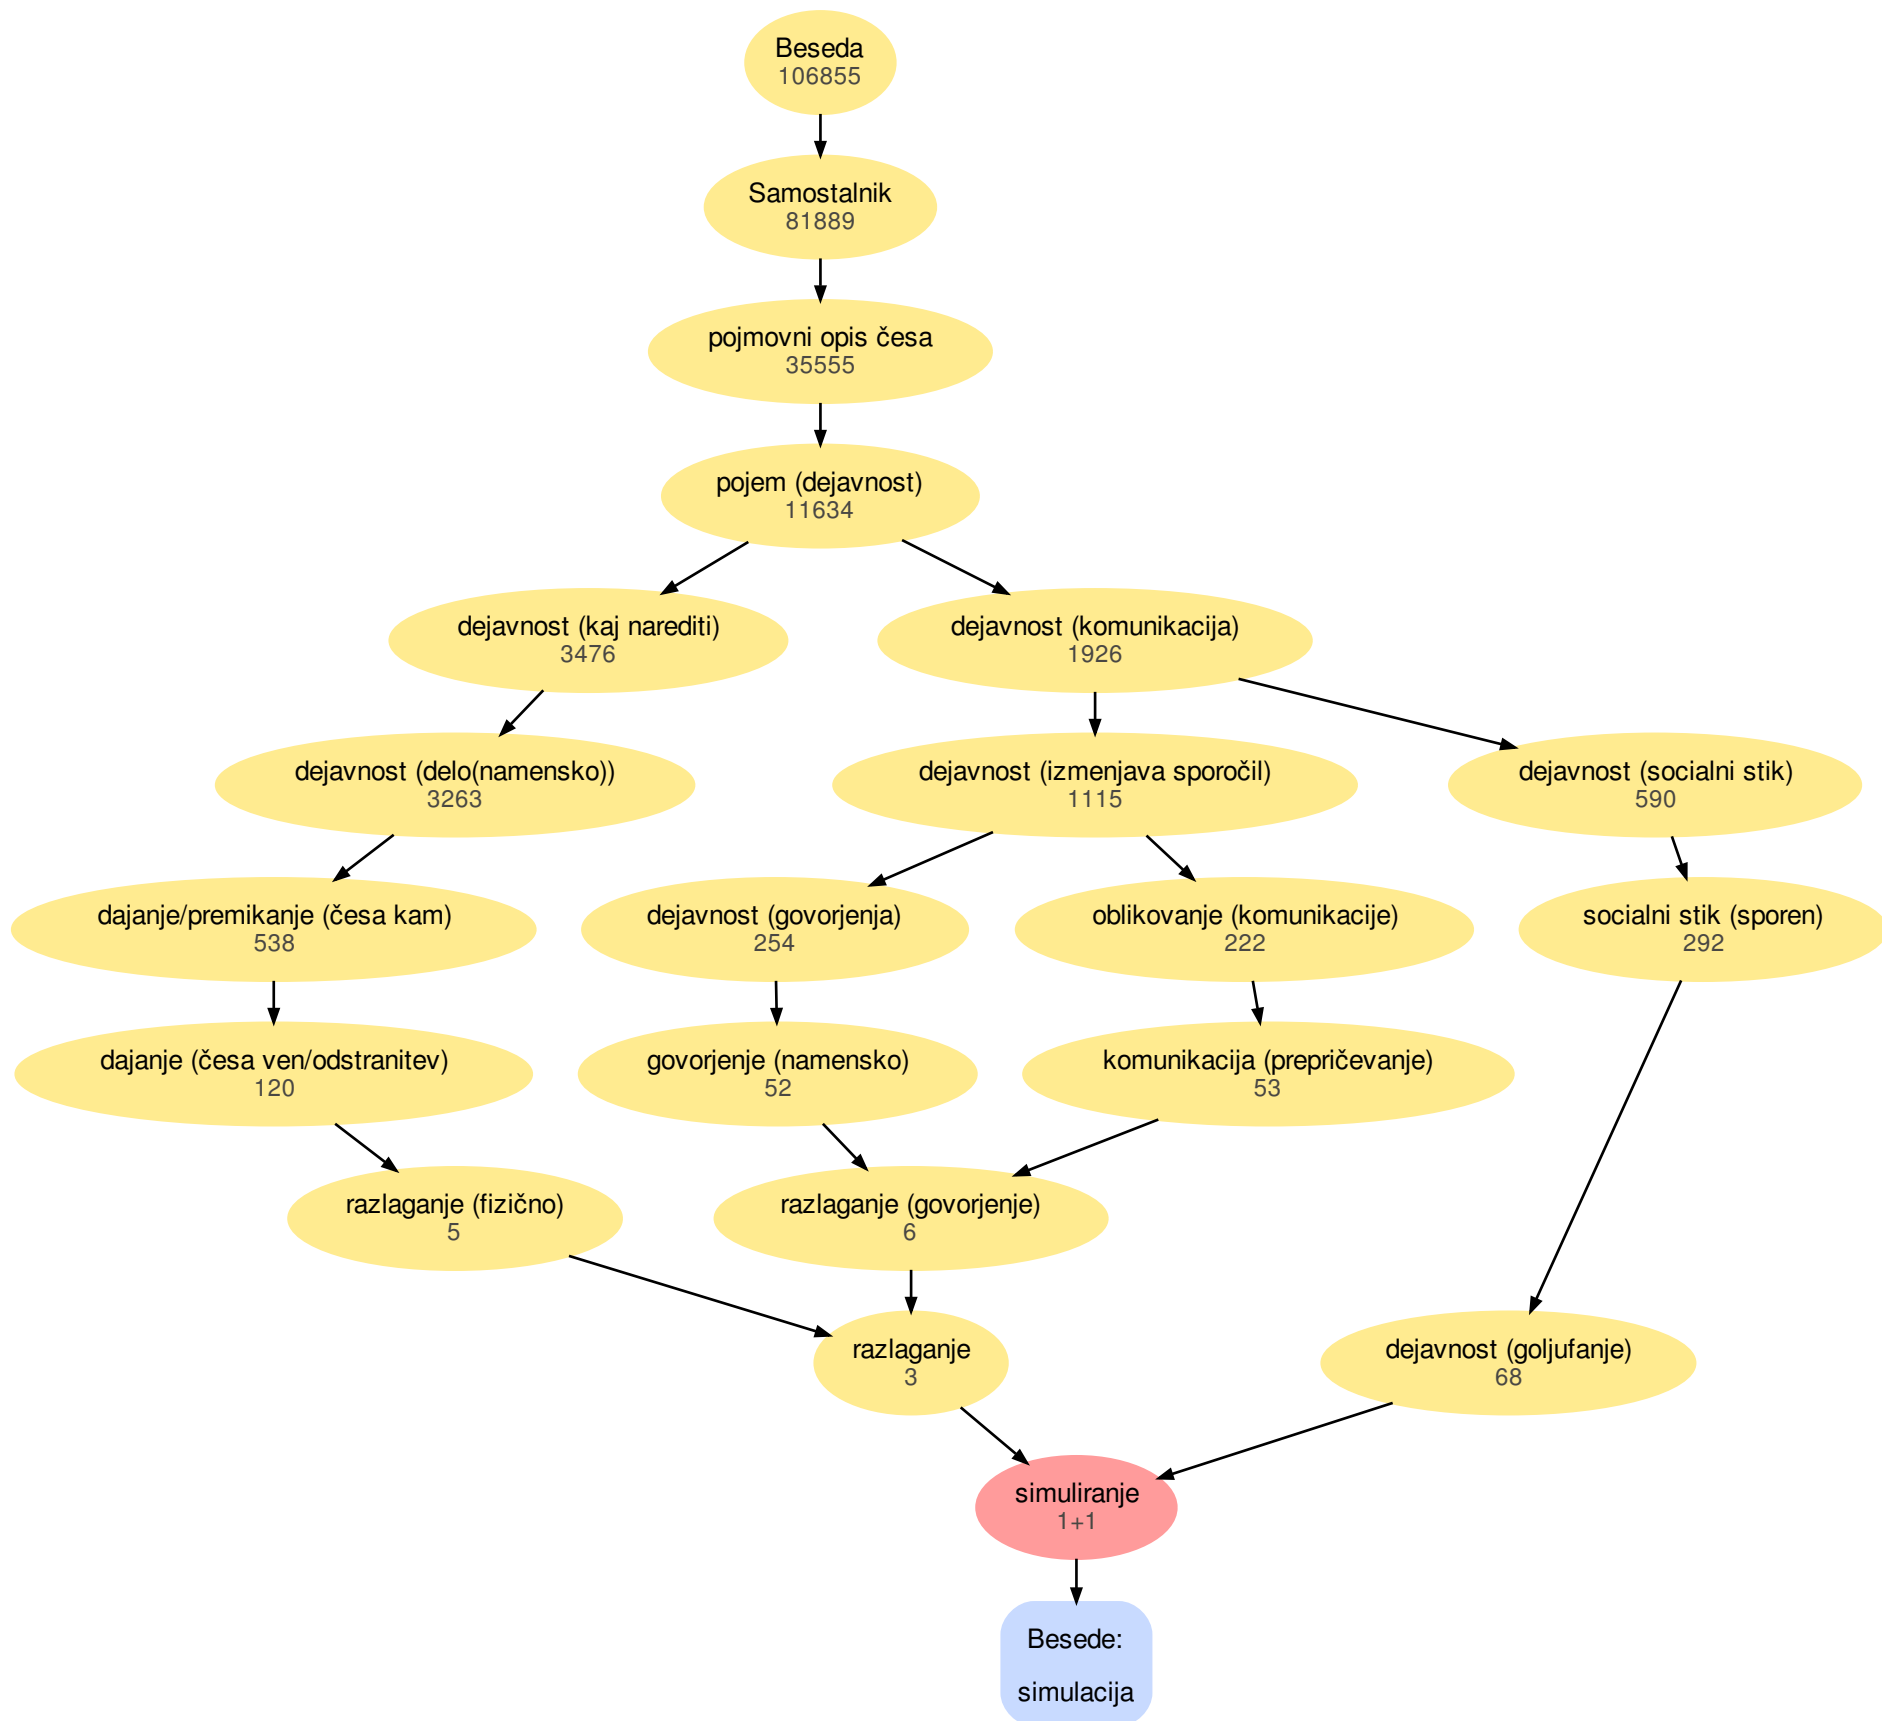 Beseda
106855
Samostalnik
81889
pojmovni opis česa
35555
pojem (dejavnost)
11634
dejavnost (kaj narediti)
3476
dejavnost (komunikacija)
1926
dejavnost (delo(namensko))
3263
dejavnost (izmenjava sporočil)
1115
dejavnost (socialni stik)
590
dajanje/premikanje (česa kam)
538
dejavnost (govorjenja)
254
oblikovanje (komunikacije)
222
socialni stik (sporen)
292
dajanje (česa ven/odstranitev)
120
govorjenje (namensko)
52
komunikacija (prepričevanje)
53
razlaganje (fizično)
5
razlaganje (govorjenje)
6
razlaganje
3
dejavnost (goljufanje)
68
simuliranje
1+1
Besede:
simulacija